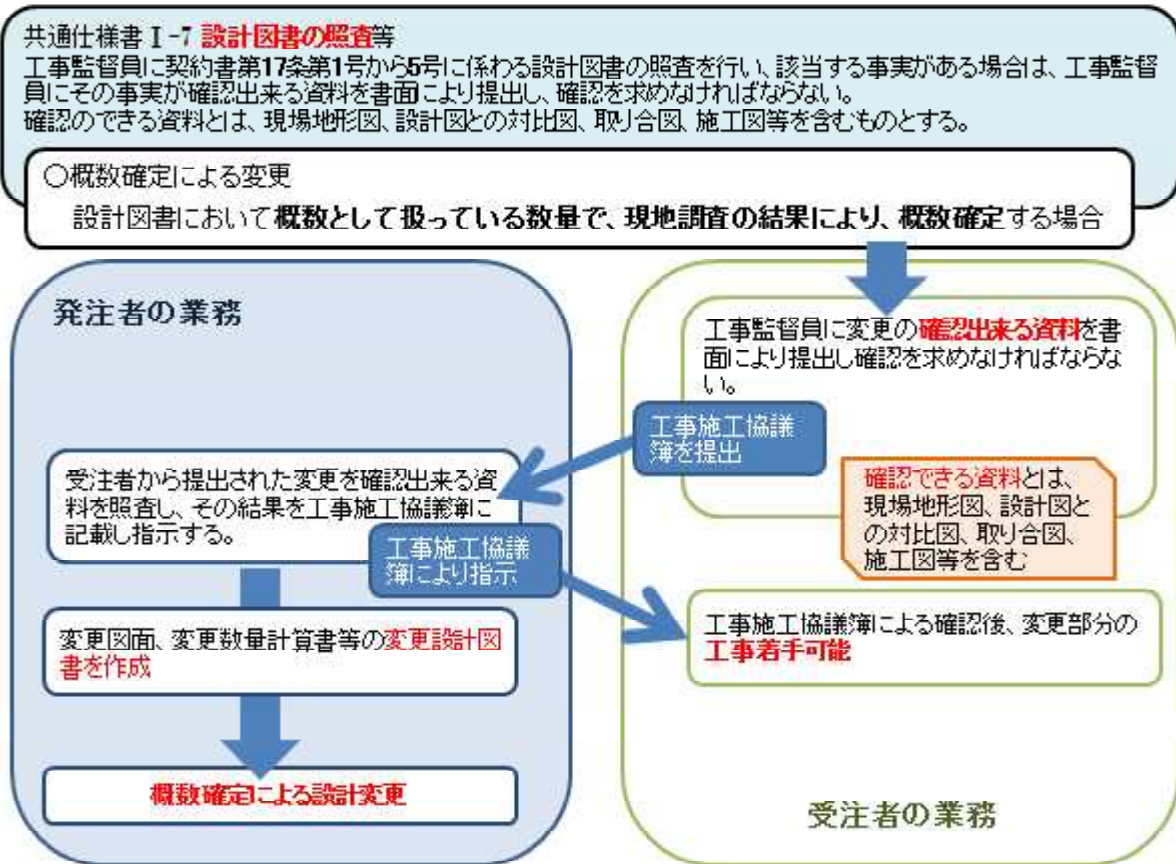 共通仕様書Ⅰ-7 設計図書の照査等
工事監督員に契約書第17条第1号から5号に係わる設計図書の照査を行い、該当する事実がある場合は、工事監督
員にその事実が確認出来る資料を書面により提出し、確認を求めなければならない。
確認のできる資料とは、現場地形図、設計図との対比図、取り合図、施工図等を含むものとする。
○概数確定による変更
設計図書において概数として扱っている数量で、現地調査の結果により、概数確定する場合
発注者の業務
工事監督員に変更の確認出来る資料を書
面により提出し確認を求めなければならな
い。
工事施工協議
簿を提出
受注者から提出された変更を確認出来る資
料を照査し、その結果を工事施工協議簿に
記載し指示する。
確認できる資料とは、
現場地形図、設計図と
の対比図、取り合図、
施工図等を含む
工事施工協議
簿により指示
変更図面、変更数量計算書等の変更設計図
書を作成
工事施工協議簿による確認後、変更部分の
工事着手可能
概数確定による設計変更
受注者の業務